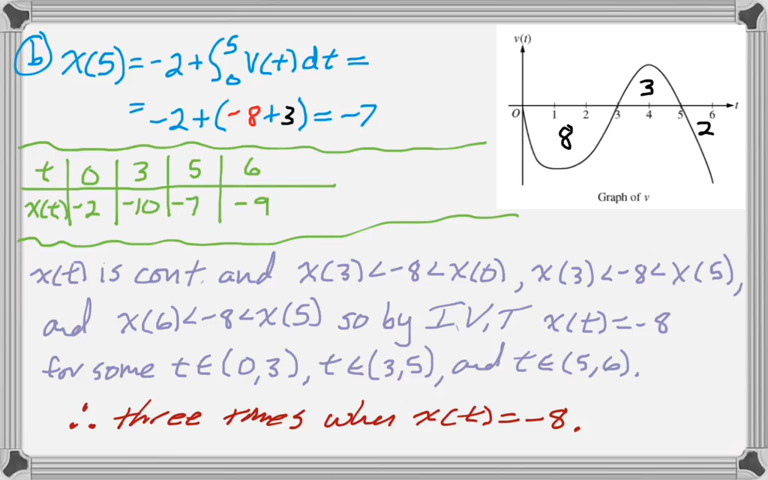 (b) x(5) = -2 + ∫₀⁵ v(t) dt =
= -2 + (-8 + 3) = -7
t | 0 | 3 | 5 | 6
x(t) | -2 | -10 | -7 | -9
v(t)
3
O 1 2 3 4 5 6 t
8 2
Graph of v
x(t) is cont. and x(3) < -8 < x(0), x(3) < -8 < x(5),
and x(6) < -8 < x(5) so by I.V.T x(t) = -8
for some t ∈ (0,3), t ∈ (3,5), and t ∈ (5,6).
∴ three times when x(t) = -8.